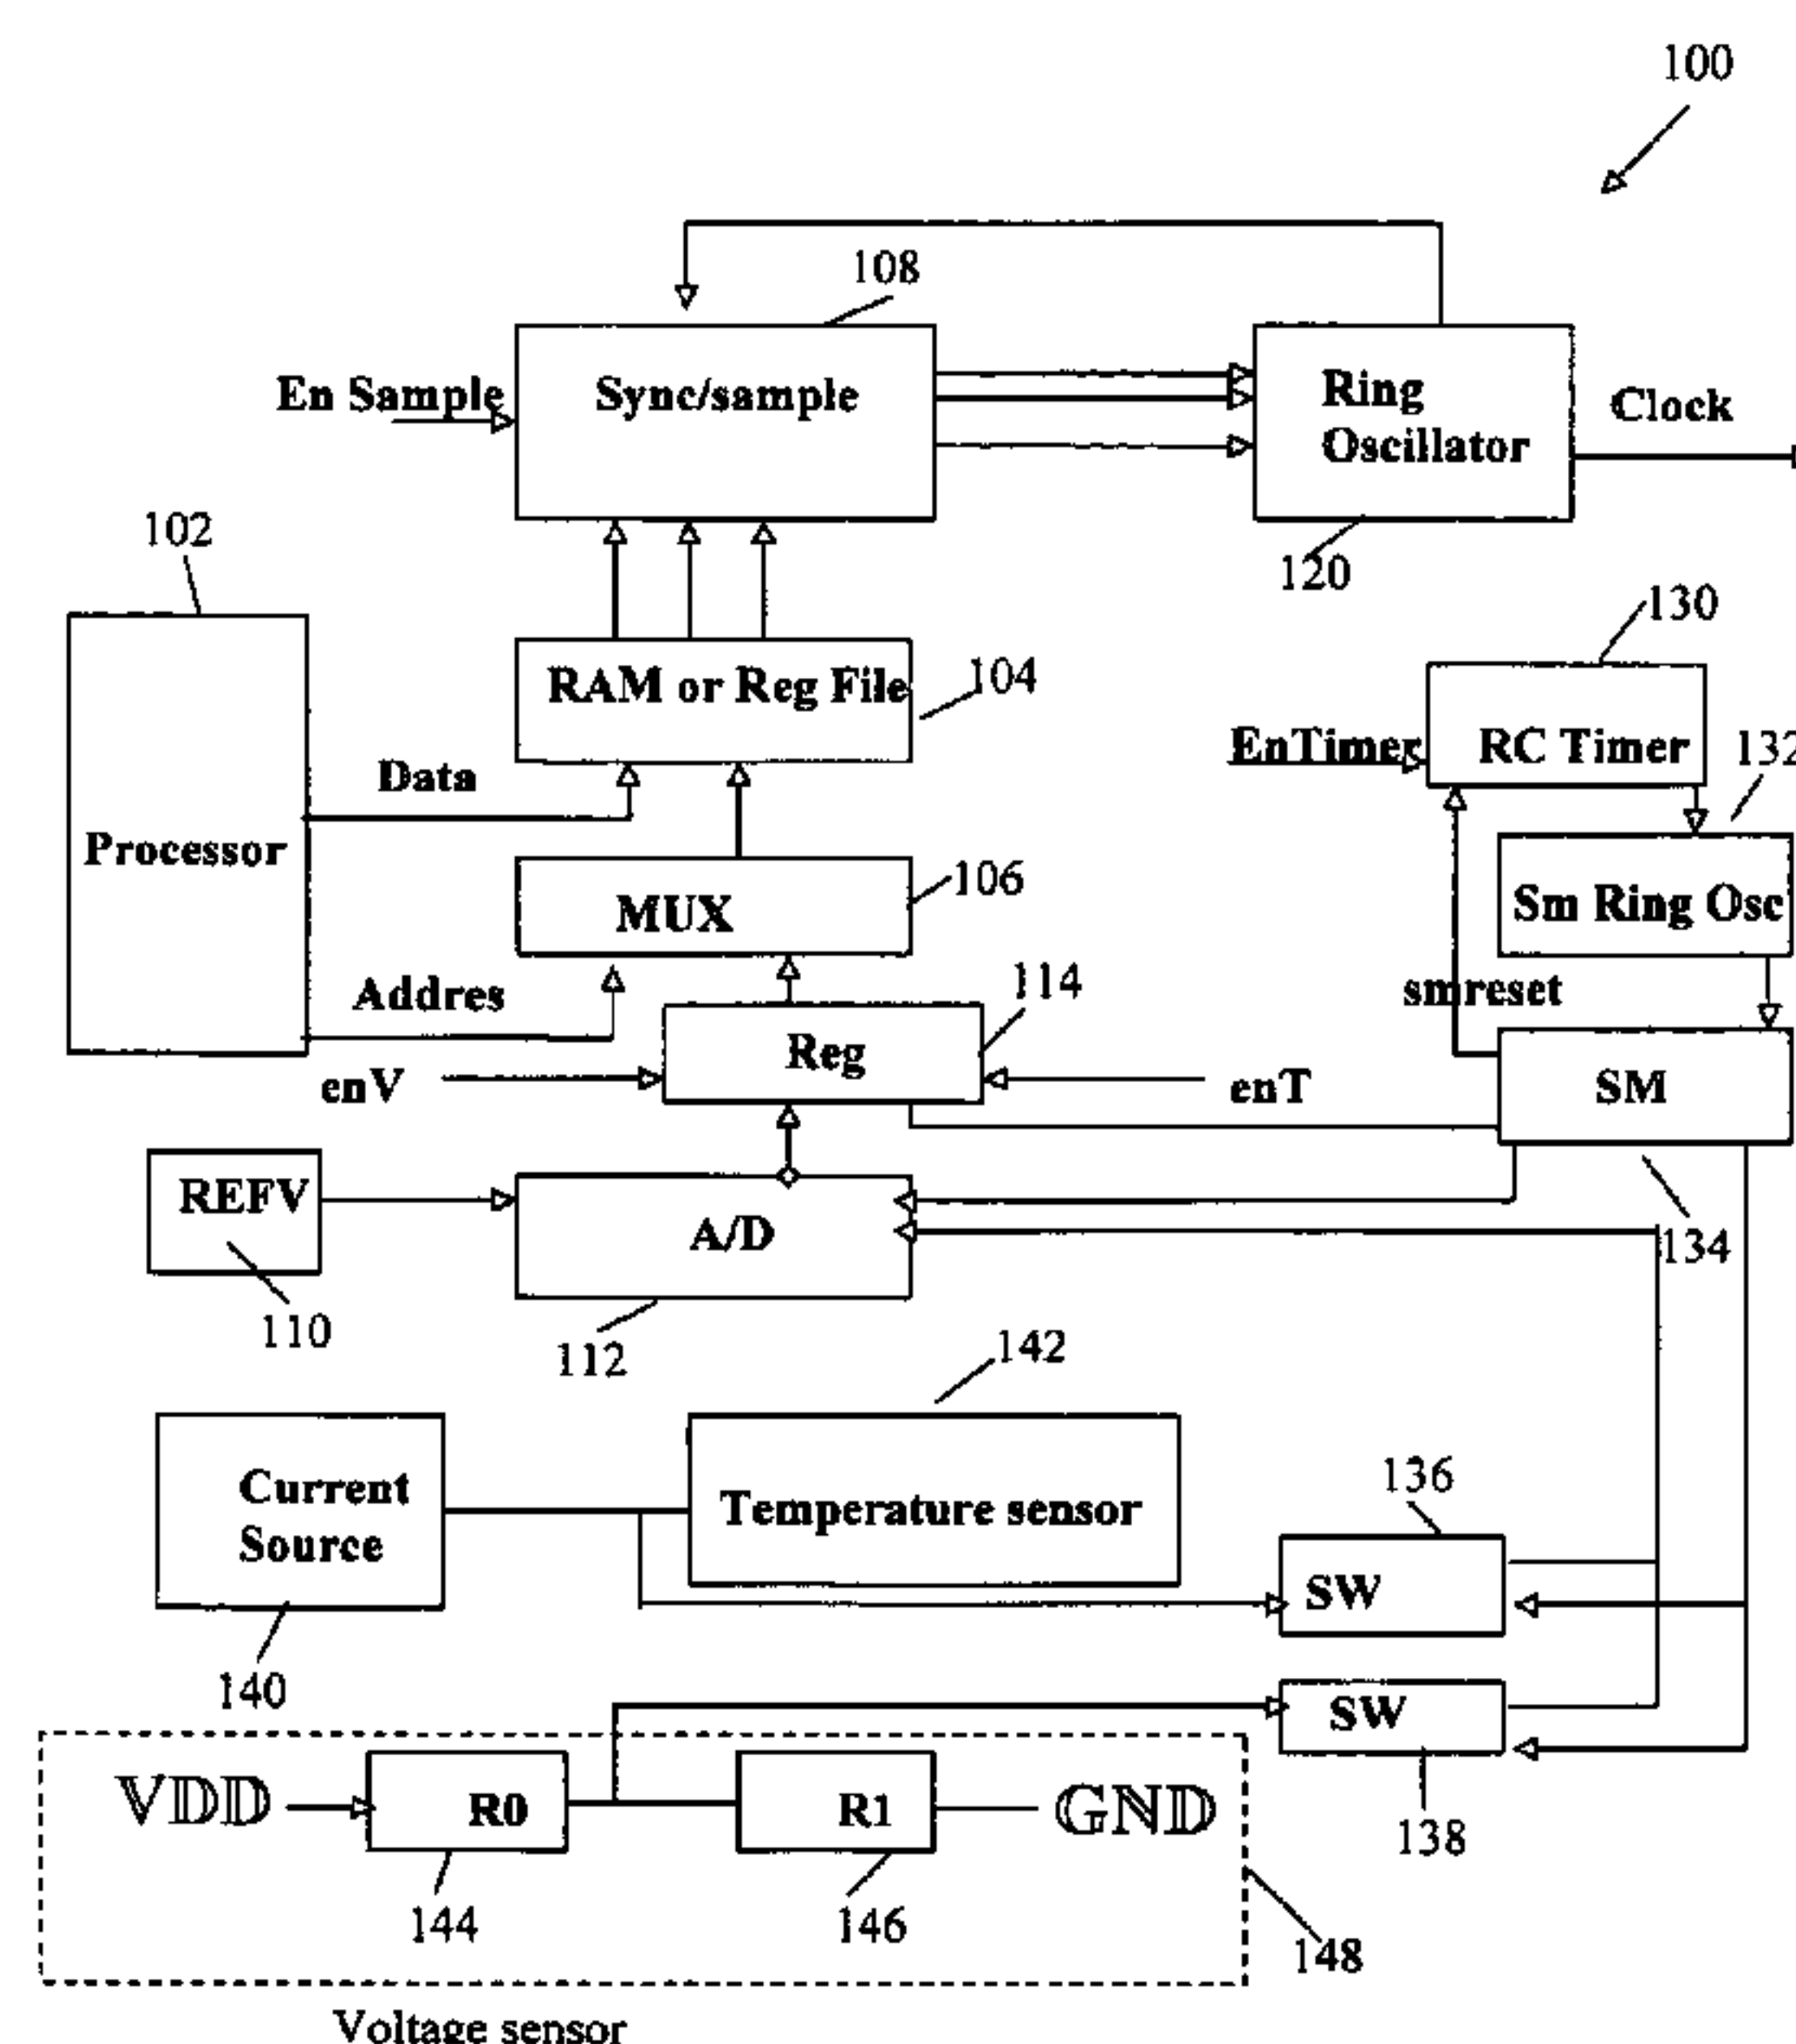 100
108
En Sample
Sync/sample
Ring
Oscillator
Clock
102
120
130
RAM or Reg File
104
EnTimer
RC Timer
132
Data
Processor
MUX
106
Sm Ring Osc
Addres
114
smreset
Reg
enV
enT
SM
REFV
A/D
134
110
112
142
Current
Source
Temperature sensor
136
SW
140
SW
VDD
R0
R1
GND
138
144
146
148
Voltage sensor